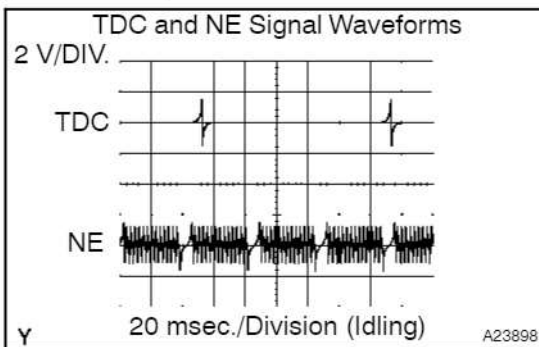 TDC and NE Signal Waveforms
2 V/DIV.
TDC
NE
20 msec./Division (Idling)
Y
A23898